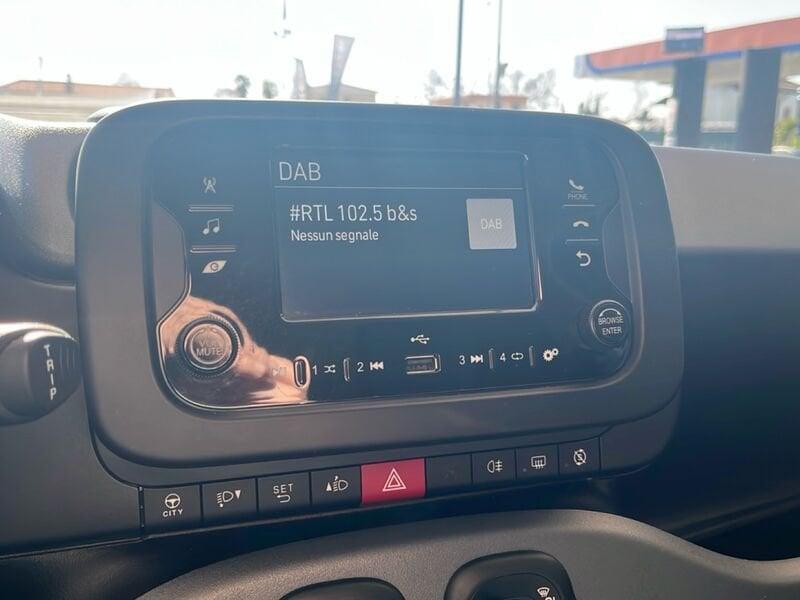 DAB
#RTL 102.5 b&s
Nessun segnale
DAB
PHONE
VOL
MUTE
BROWSE
ENTER
1
2
3
4
TRIP
CITY
SET